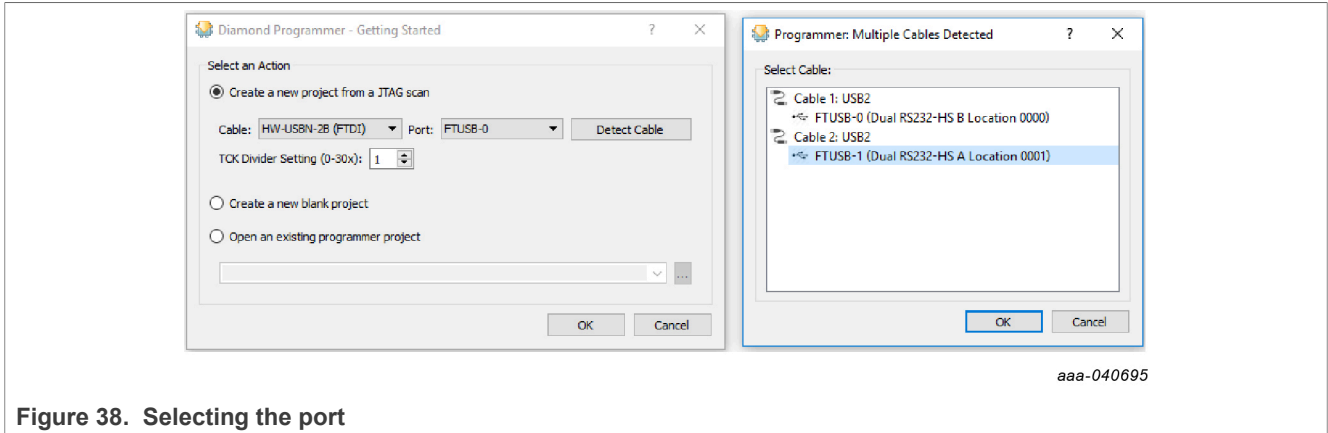 Diamond Programmer - Getting Started
Select an Action
Create a new project from a JTAG scan
Cable: HW-USBN-2B (FTDI) Port: FTUSB-0 Detect Cable
TCK Divider Setting (0-30x): 1
Create a new blank project
Open an existing programmer project
...
OK Cancel
Programmer: Multiple Cables Detected
Select Cable:
Cable 1: USB2
FTUSB-0 (Dual RS232-HS B Location 0000)
Cable 2: USB2
FTUSB-1 (Dual RS232-HS A Location 0001)
OK Cancel
aaa-040695
Figure 38. Selecting the port